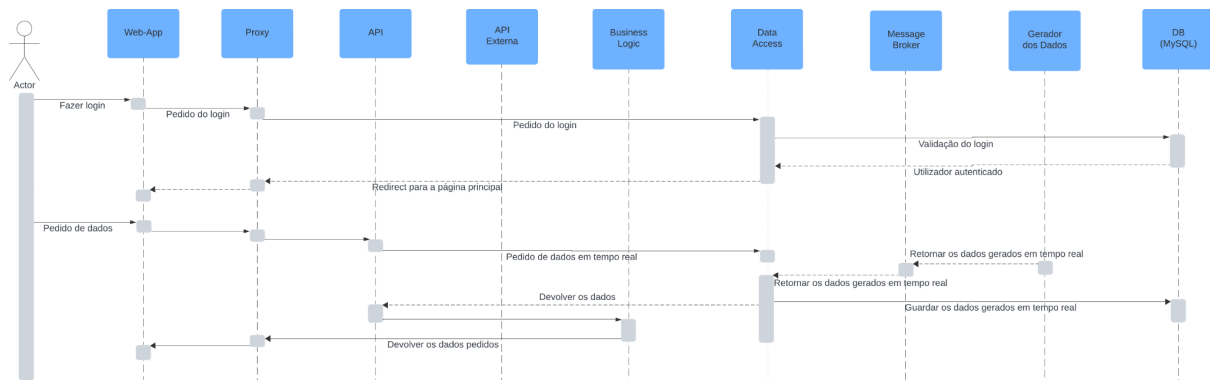 Web-App
Proxy
API
API
Externa
Business
Logic
Data
Access
Message
Broker
Gerador
dos Dados
DB
(MySQL)
Actor
Fazer login
Pedido do login
Pedido do login
Validação do login
Utilizador autenticado
Redirect para a página principal
Pedido de dados
Pedido de dados em tempo real
Retornar os dados gerados em tempo real
Retornar os dados gerados em tempo real
Devolver os dados
Guardar os dados gerados em tempo real
Devolver os dados pedidos